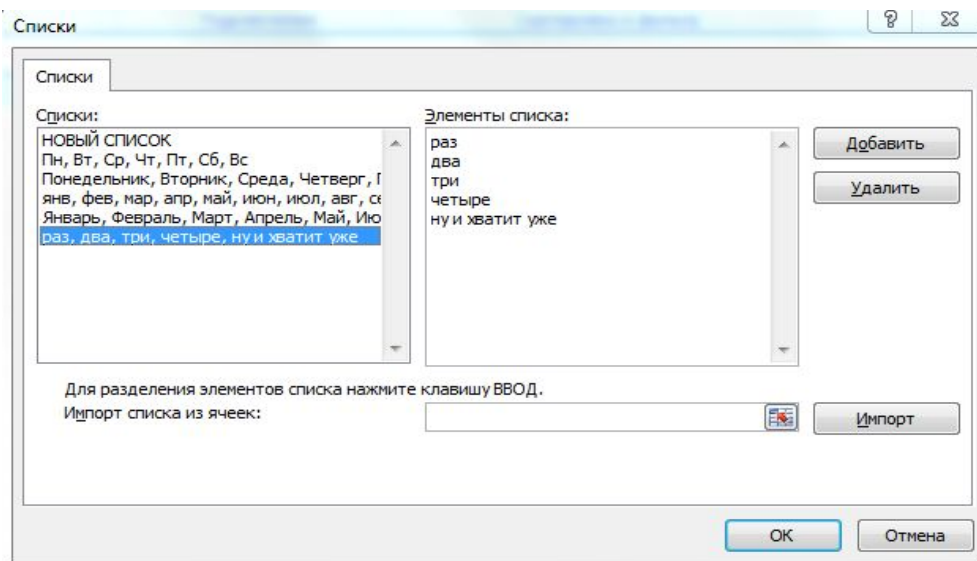 Списки
Списки
Списки:
НОВЫЙ СПИСОК
Пн, Вт, Ср, Чт, Пт, Сб, Вс
Понедельник, Вторник, Среда, Четверг, П
янв, фев, мар, апр, май, июн, июл, авг, се
Январь, Февраль, Март, Апрель, Май, Ию
раз, два, три, четыре, ну и хватит уже
Элементы списка:
раз
два
три
четыре
ну и хватит уже
Добавить
Удалить
Для разделения элементов списка нажмите клавишу ВВОД.
Импорт списка из ячеек:
Импорт
ОК
Отмена